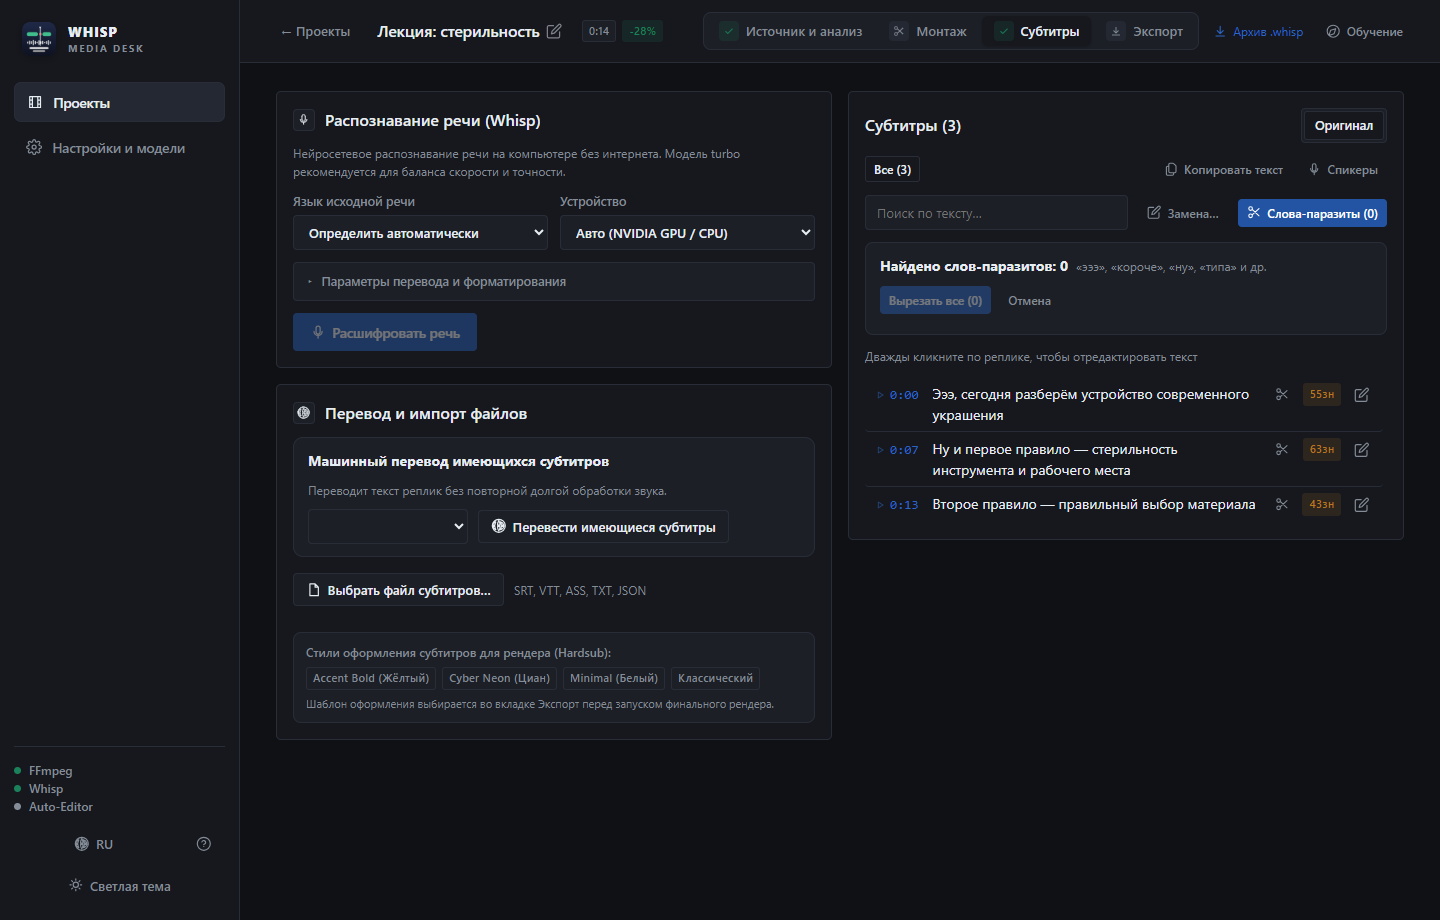 WHISP
MEDIA DESK
Проекты
Настройки и модели
FFmpeg
Whisp
Auto-Editor
RU
Светлая тема
← Проекты
Лекция: стерильность
0:14
-28%
Источник и анализ
Монтаж
Субтитры
Экспорт
Архив .whisp
Обучение
Распознавание речи (Whisp)
Нейросетевое распознавание речи на компьютере без интернета. Модель turbo
рекомендуется для баланса скорости и точности.
Язык исходной речи
Устройство
Определить автоматически
Авто (NVIDIA GPU / CPU)
Параметры перевода и форматирования
Расшифровать речь
Перевод и импорт файлов
Машинный перевод имеющихся субтитров
Переводит текст реплик без повторной долгой обработки звука.
Перевести имеющиеся субтитры
Выбрать файл субтитров...
SRT, VTT, ASS, TXT, JSON
Стили оформления субтитров для рендера (Hardsub):
Accent Bold (Жёлтый)
Cyber Neon (Циан)
Minimal (Белый)
Классический
Шаблон оформления выбирается во вкладке Экспорт перед запуском финального рендера.
Субтитры (3)
Оригинал
Все (3)
Копировать текст
Спикеры
Поиск по тексту...
Замена...
Слова-паразиты (0)
Найдено слов-паразитов: 0 «эээ», «короче», «ну», «типа» и др.
Вырезать все (0)
Отмена
Дважды кликните по реплике, чтобы отредактировать текст
0:00 Эээ, сегодня разберём устройство современного
украшения
55зн
0:07 Ну и первое правило — стерильность
инструмента и рабочего места
63зн
0:13 Второе правило — правильный выбор материала
43зн